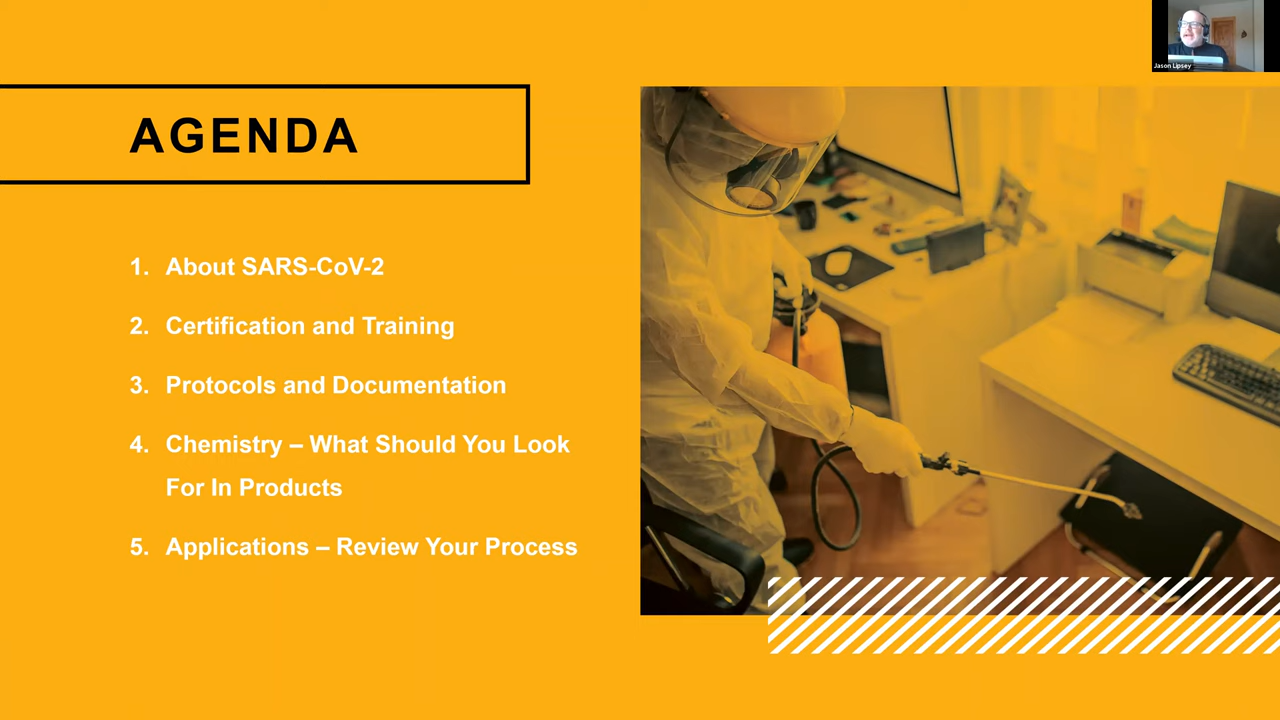 Jason Lipsey
AGENDA
1. About SARS-CoV-2
2. Certification and Training
3. Protocols and Documentation
4. Chemistry – What Should You Look
For In Products
5. Applications – Review Your Process